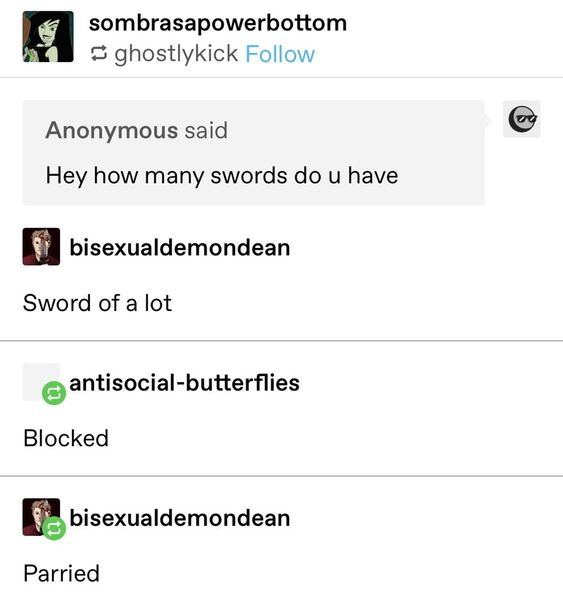 sombrasapowerbottom
ghostlykick Follow
Anonymous said
Hey how many swords do u have
bisexualdemondean
Sword of a lot
antisocial-butterflies
Blocked
bisexualdemondean
Parried